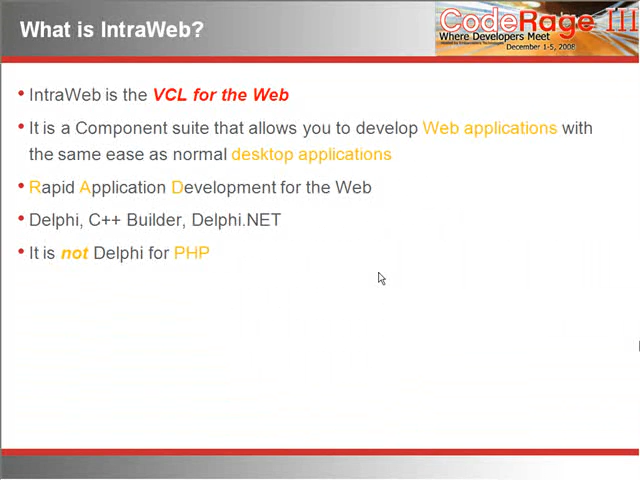 What is IntraWeb?
CodeRage III
Where Developers Meet
December 1-5, 2008
• IntraWeb is the VCL for the Web
• It is a Component suite that allows you to develop Web applications with
the same ease as normal desktop applications
• Rapid Application Development for the Web
• Delphi, C++ Builder, Delphi.NET
• It is not Delphi for PHP